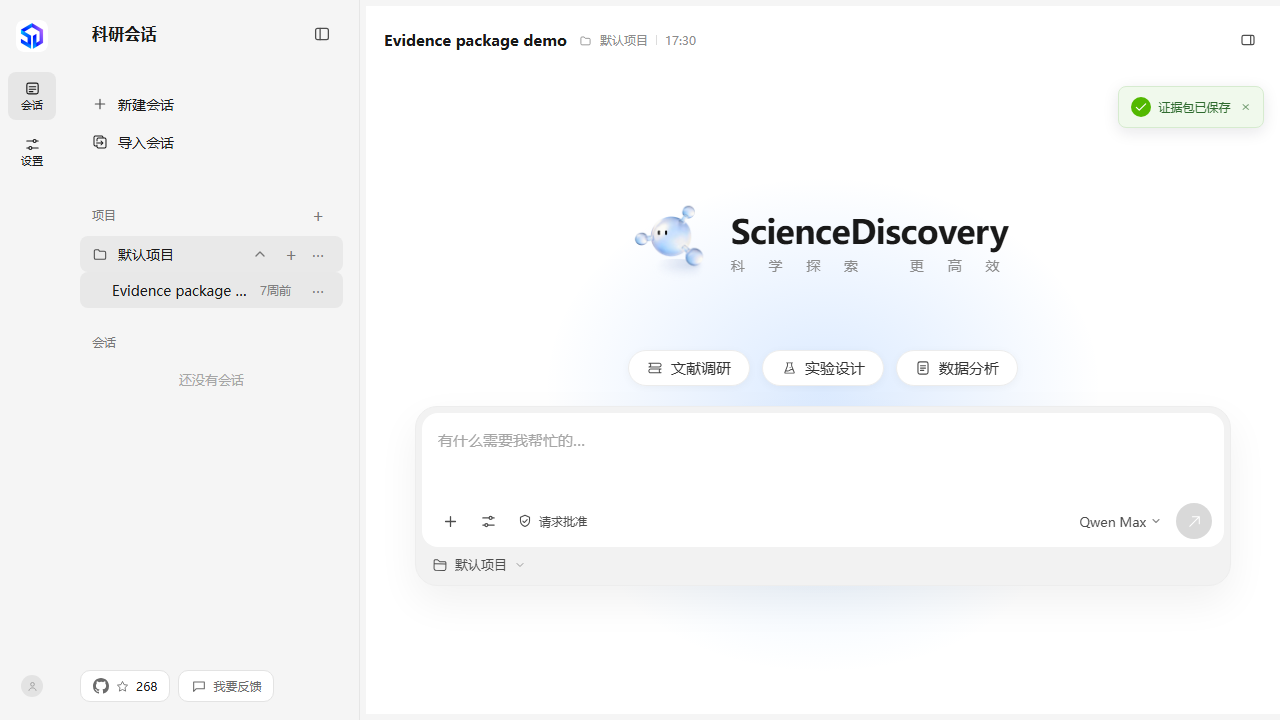 科研会话
会话
设置
新建会话
导入会话
项目
默认项目
Evidence package ... 7周前
会话
还没有会话
268
我要反馈
Evidence package demo 默认项目 17:30
证据包已保存
ScienceDiscovery
科学探索 更高效
文献调研 实验设计 数据分析
有什么需要我帮忙的...
请求批准 Qwen Max
默认项目